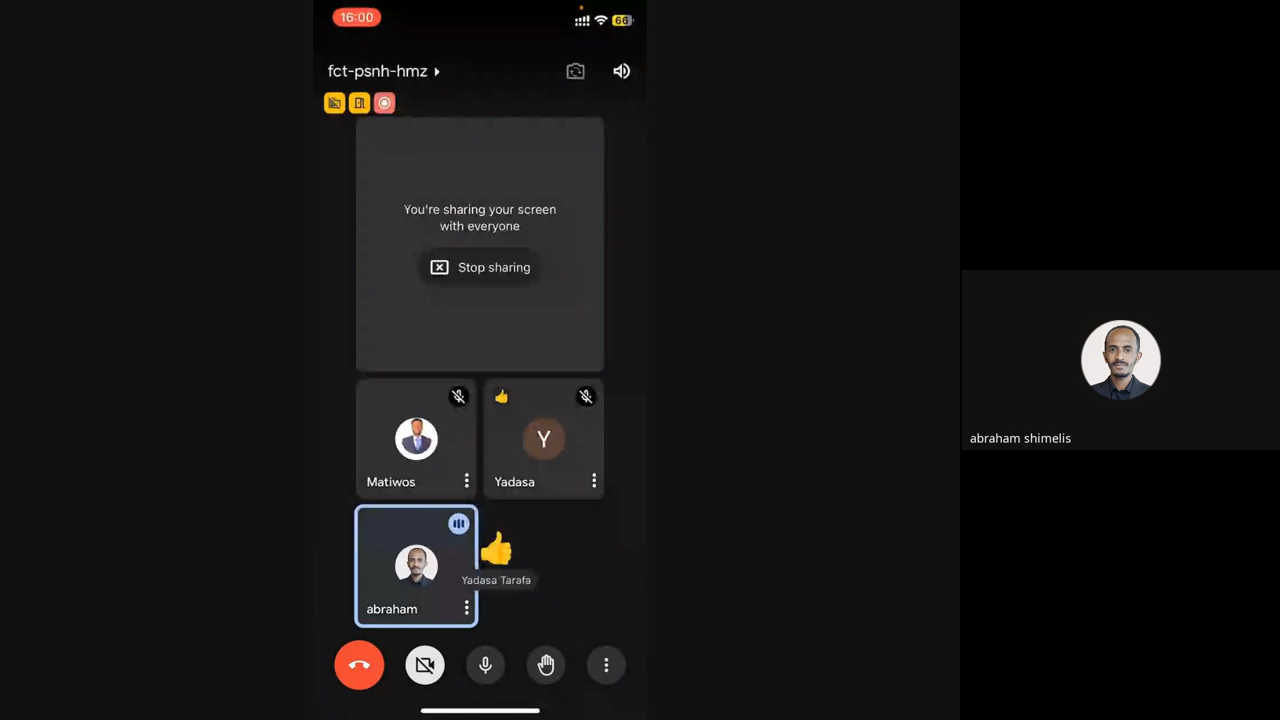 16:00
66
fct-psnh-hmz
You're sharing your screen
with everyone
Stop sharing
Matiwos
Y
Yadasa
abraham
Yadasa Tarafa
abraham shimelis